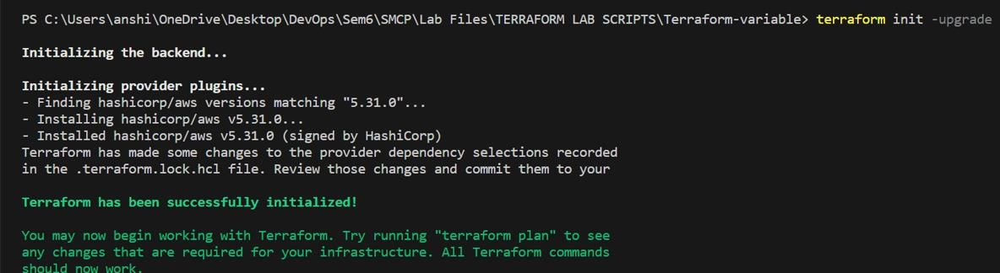 PS C:\Users\anshi\OneDrive\Desktop\DevOps\Sem6\SMCP\Lab Files\TERRAFORM LAB SCRIPTS\Terraform-variable> terraform init -upgrade
Initializing the backend...
Initializing provider plugins...
- Finding hashicorp/aws versions matching "5.31.0"...
- Installing hashicorp/aws v5.31.0...
- Installed hashicorp/aws v5.31.0 (signed by HashiCorp)
Terraform has made some changes to the provider dependency selections recorded
in the .terraform.lock.hcl file. Review those changes and commit them to your
Terraform has been successfully initialized!
You may now begin working with Terraform. Try running "terraform plan" to see
any changes that are required for your infrastructure. All Terraform commands
should now work.